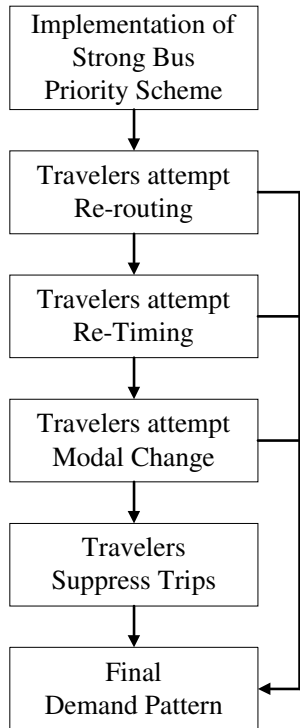 Implementation of
Strong Bus
Priority Scheme
Travelers attempt
Re-routing
Travelers attempt
Re-Timing
Travelers attempt
Modal Change
Travelers
Suppress Trips
Final
Demand Pattern